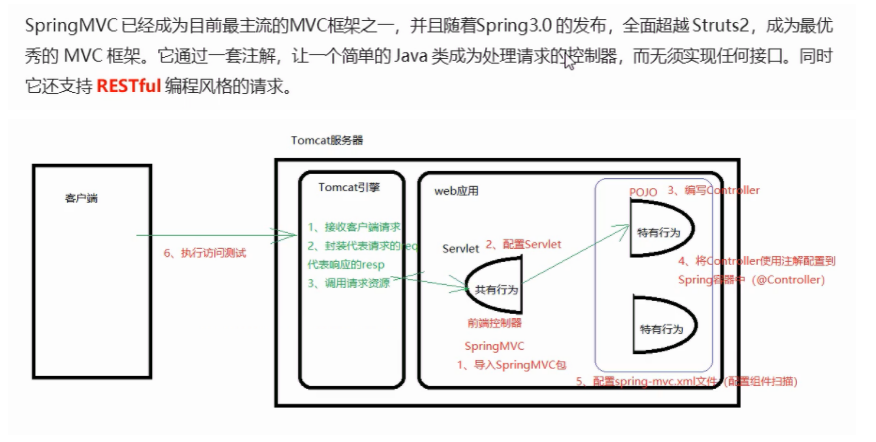 SpringMVC 已经成为目前最主流的MVC框架之一，并且随着Spring3.0 的发布，全面超越 Struts2，成为最优
秀的 MVC 框架。它通过一套注解，让一个简单的 Java 类成为处理请求的控制器，而无须实现任何接口。同时
它还支持 RESTful 编程风格的请求。
Tomcat服务器
客户端
6、执行访问测试
Tomcat引擎
1、接收客户端请求
2、封装代表请求的req
代表响应的resp
3、调用请求资源
web应用
Servlet
2、配置Servlet
共有行为
前端控制器
SpringMVC
1、导入SpringMVC包
POJO
3、编写Controller
特有行为
4、将Controller使用注解配置到
Spring容器中（@Controller）
特有行为
5、配置spring-mvc.xml文件（配置组件扫描）